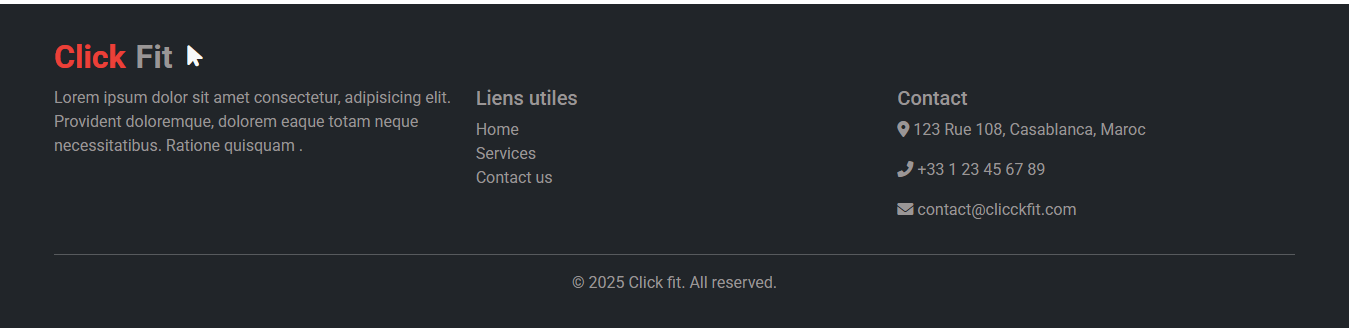 Click Fit
Lorem ipsum dolor sit amet consectetur, adipisicing elit.
Provident doloremque, dolorem eaque totam neque
necessitatibus. Ratione quisquam .
Liens utiles
Home
Services
Contact us
Contact
123 Rue 108, Casablanca, Maroc
+33 1 23 45 67 89
contact@clicckfit.com
© 2025 Click fit. All reserved.